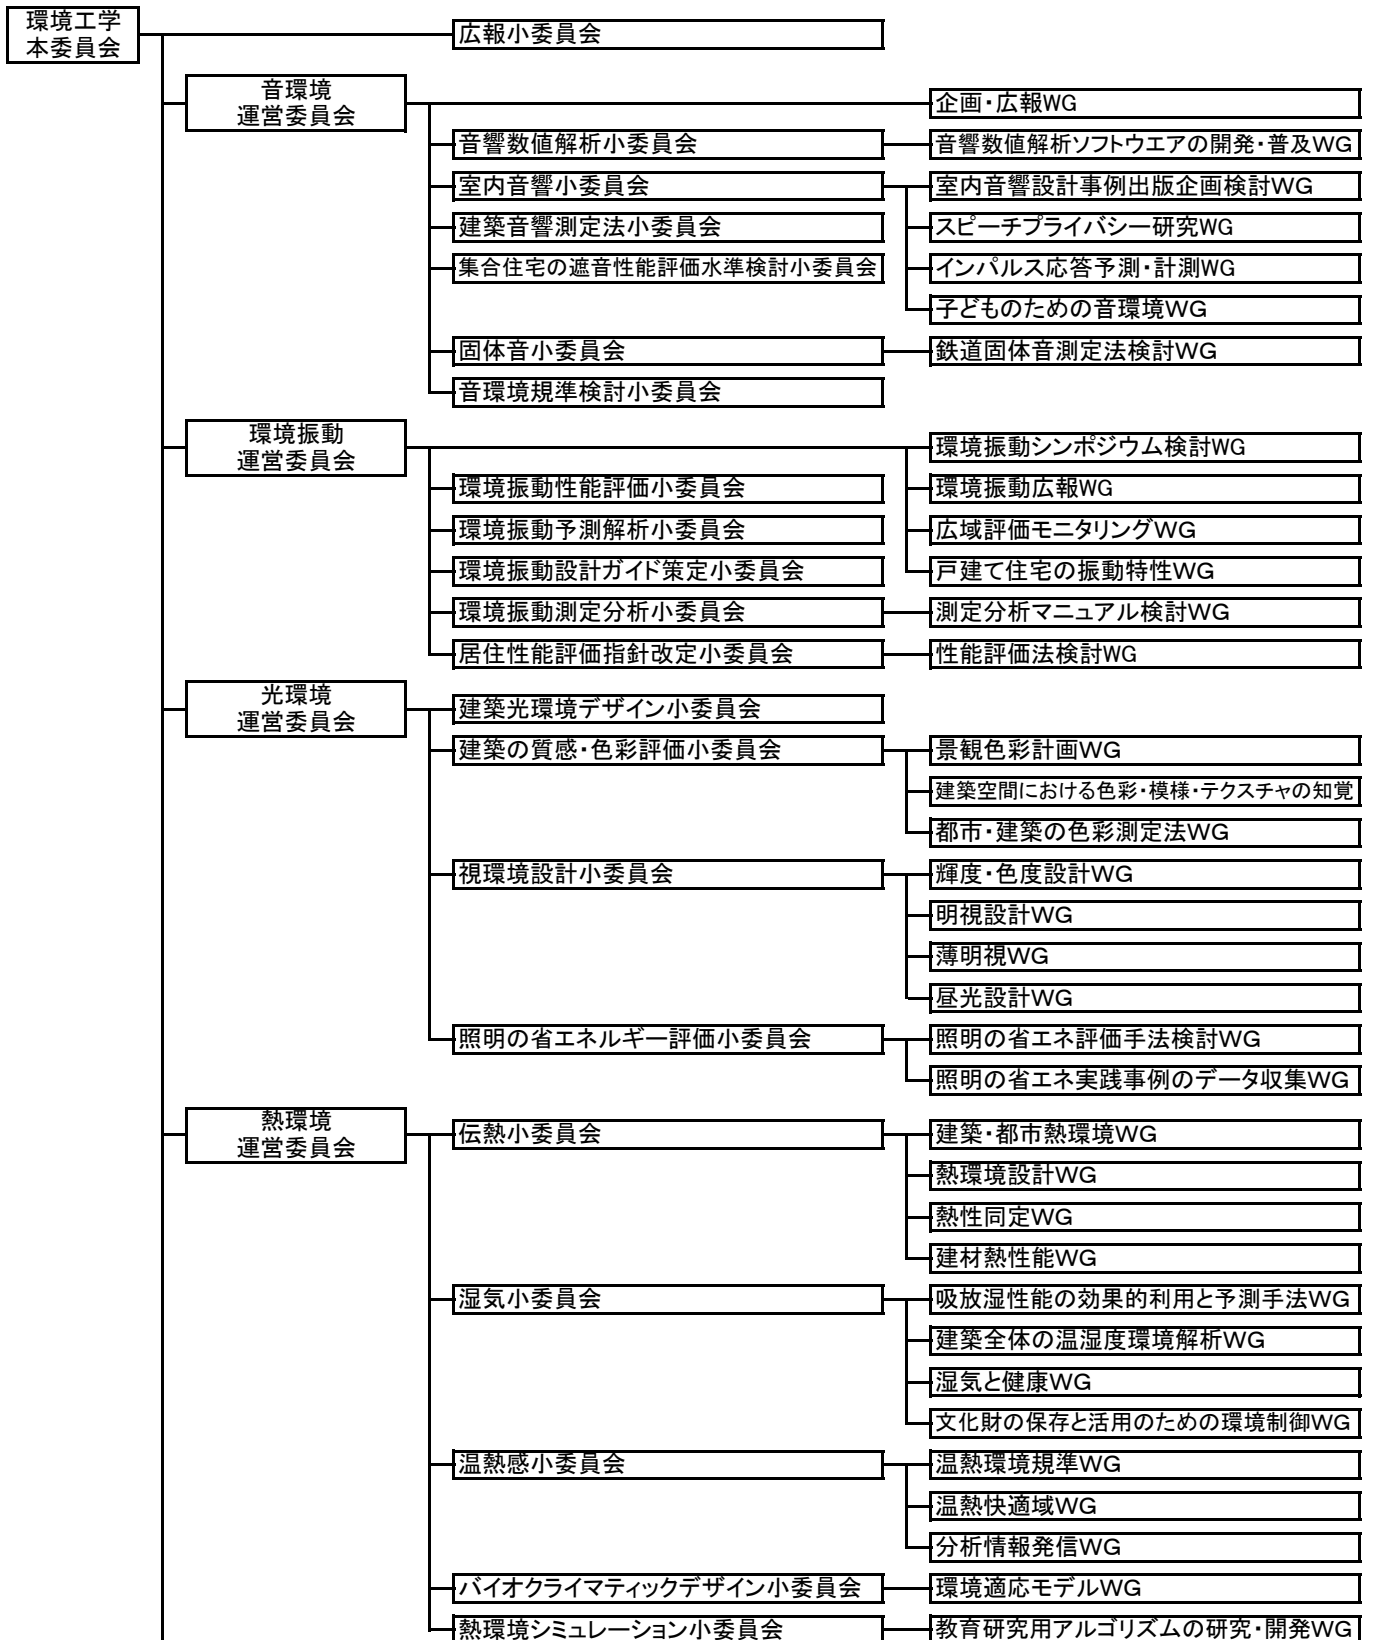 環境工学
本委員会
広報小委員会
音環境
運営委員会
企画・広報WG
音響数値解析小委員会
音響数値解析ソフトウエアの開発・普及WG
室内音響小委員会
室内音響設計事例出版企画検討WG
建築音響測定法小委員会
スピーチプライバシー研究WG
集合住宅の遮音性能評価水準検討小委員会
インパルス応答予測・計測WG
子どものための音環境WG
固体音小委員会
鉄道固体音測定法検討WG
音環境規準検討小委員会
環境振動
運営委員会
環境振動シンポジウム検討WG
環境振動性能評価小委員会
環境振動広報WG
環境振動予測解析小委員会
広域評価モニタリングWG
環境振動設計ガイド策定小委員会
戸建て住宅の振動特性WG
環境振動測定分析小委員会
測定分析マニュアル検討WG
居住性能評価指針改定小委員会
性能評価法検討WG
光環境
運営委員会
建築光環境デザイン小委員会
建築の質感・色彩評価小委員会
景観色彩計画WG
建築空間における色彩・模様・テクスチャの知覚
都市・建築の色彩測定法WG
視環境設計小委員会
輝度・色度設計WG
明視設計WG
薄明視WG
昼光設計WG
照明の省エネルギー評価小委員会
照明の省エネ評価手法検討WG
照明の省エネ実践事例のデータ収集WG
熱環境
運営委員会
伝熱小委員会
建築・都市熱環境WG
熱環境設計WG
熱性同定WG
建材熱性能WG
湿気小委員会
吸放湿性能の効果的利用と予測手法WG
建築全体の温湿度環境解析WG
湿気と健康WG
文化財の保存と活用のための環境制御WG
温熱感小委員会
温熱環境規準WG
温熱快適域WG
分析情報発信WG
バイオクライマティックデザイン小委員会
環境適応モデルWG
熱環境シミュレーション小委員会
教育研究用アルゴリズムの研究・開発WG